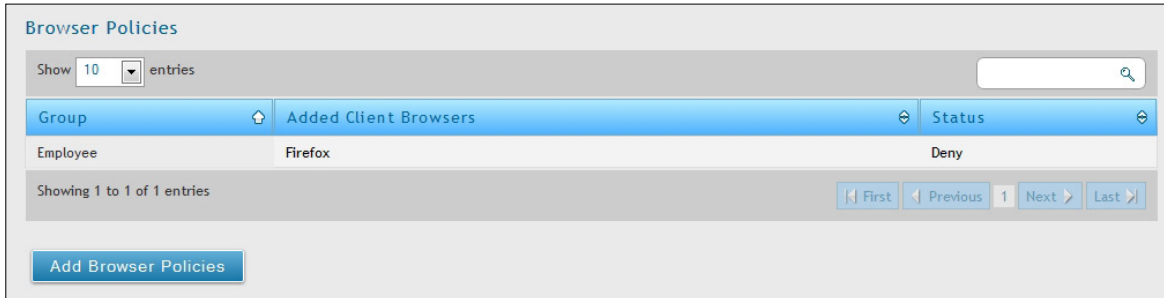 Browser Policies
Show 10 entries
Group Added Client Browsers Status
Employee Firefox Deny
Showing 1 to 1 of 1 entries First Previous 1 Next Last
Add Browser Policies